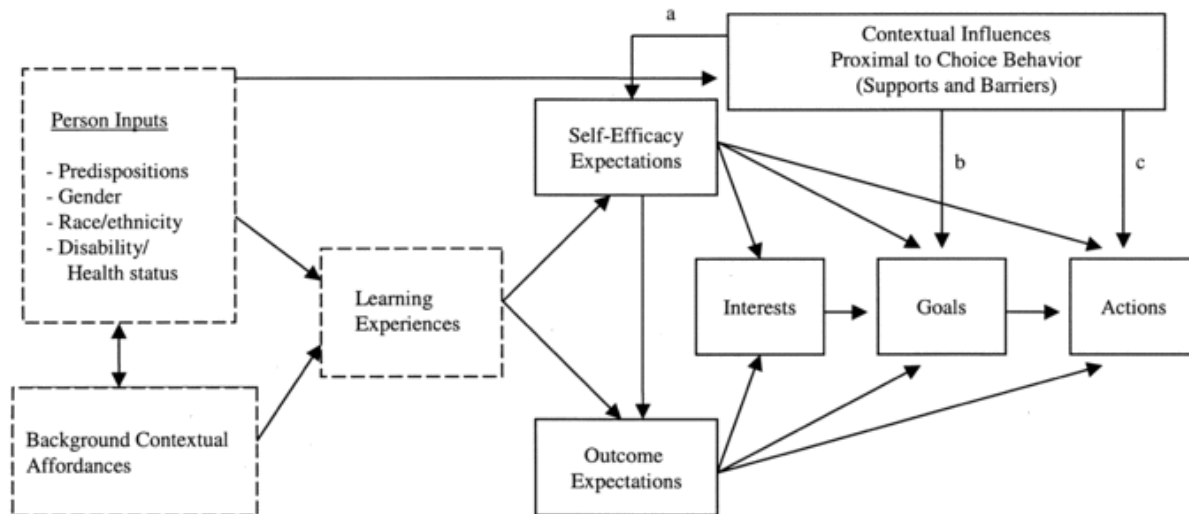 a
Contextual Influences
Proximal to Choice Behavior
(Supports and Barriers)
Person Inputs
- Predispositions
- Gender
- Race/ethnicity
- Disability/
Health status
Self-Efficacy
Expectations
b
c
Learning
Experiences
Interests
Goals
Actions
Background Contextual
Affordances
Outcome
Expectations